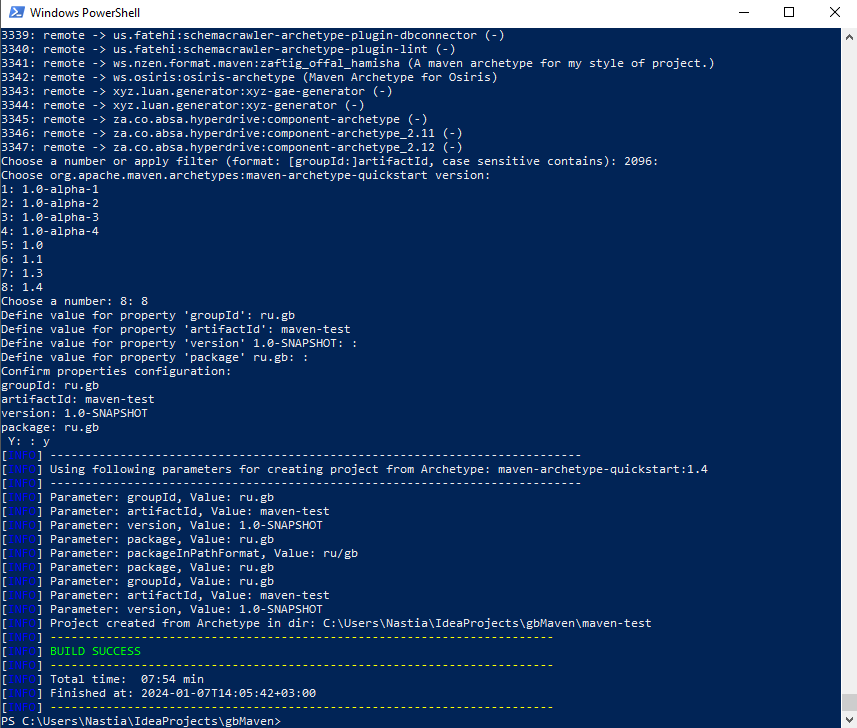 Windows PowerShell
3339: remote -> us.fatehi:schemacrawler-archetype-plugin-dbconnector (-)
3340: remote -> us.fatehi:schemacrawler-archetype-plugin-lint (-)
3341: remote -> ws.nzen.format.maven:zaftig_offal_hamisha (A maven archetype for my style of project.)
3342: remote -> ws.osiris:osiris-archetype (Maven Archetype for Osiris)
3343: remote -> xyz.luan.generator:xyz-gae-generator (-)
3344: remote -> xyz.luan.generator:xyz-generator (-)
3345: remote -> za.co.absa.hyperdrive:component-archetype (-)
3346: remote -> za.co.absa.hyperdrive:component-archetype_2.11 (-)
3347: remote -> za.co.absa.hyperdrive:component-archetype_2.12 (-)
Choose a number or apply filter (format: [groupId:]artifactId, case sensitive contains): 2096:
Choose org.apache.maven.archetypes:maven-archetype-quickstart version:
1: 1.0-alpha-1
2: 1.0-alpha-2
3: 1.0-alpha-3
4: 1.0-alpha-4
5: 1.0
6: 1.1
7: 1.3
8: 1.4
Choose a number: 8: 8
Define value for property 'groupId': ru.gb
Define value for property 'artifactId': maven-test
Define value for property 'version' 1.0-SNAPSHOT: :
Define value for property 'package' ru.gb: :
Confirm properties configuration:
groupId: ru.gb
artifactId: maven-test
version: 1.0-SNAPSHOT
package: ru.gb
 Y: : y
[INFO] ----------------------------------------------------------------------------
[INFO] Using following parameters for creating project from Archetype: maven-archetype-quickstart:1.4
[INFO] ----------------------------------------------------------------------------
[INFO] Parameter: groupId, Value: ru.gb
[INFO] Parameter: artifactId, Value: maven-test
[INFO] Parameter: version, Value: 1.0-SNAPSHOT
[INFO] Parameter: package, Value: ru.gb
[INFO] Parameter: packageInPathFormat, Value: ru/gb
[INFO] Parameter: package, Value: ru.gb
[INFO] Parameter: groupId, Value: ru.gb
[INFO] Parameter: artifactId, Value: maven-test
[INFO] Parameter: version, Value: 1.0-SNAPSHOT
[INFO] Project created from Archetype in dir: C:\Users\Nastia\IdeaProjects\gbMaven\maven-test
[INFO] ------------------------------------------------------------------------
[INFO] BUILD SUCCESS
[INFO] ------------------------------------------------------------------------
[INFO] Total time:  07:54 min
[INFO] Finished at: 2024-01-07T14:05:42+03:00
[INFO] ------------------------------------------------------------------------
PS C:\Users\Nastia\IdeaProjects\gbMaven>